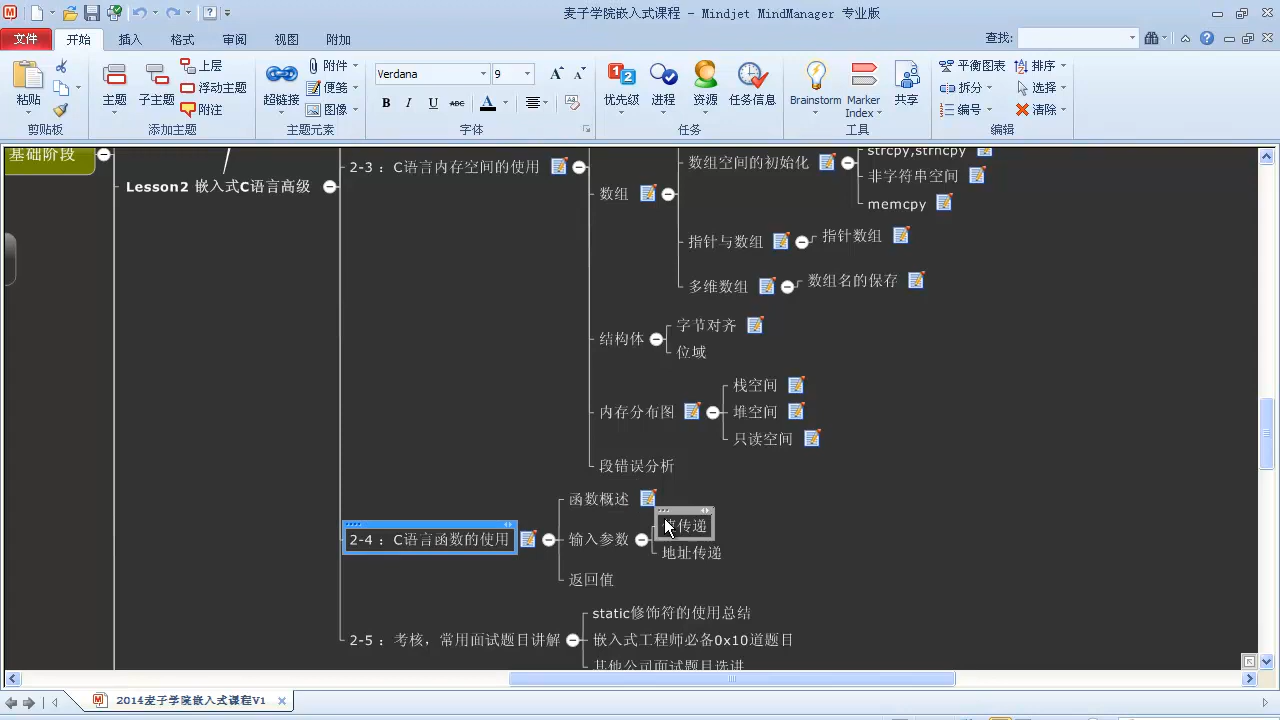 麦子学院嵌入式课程 - Mindjet MindManager 专业版
文件 开始 插入 格式 审阅 视图 附加 查找:
粘贴
剪贴板
主题 子主题 上层 浮动主题 附注
添加主题
超链接 附件 便笺 图像
主题元素
Verdana 9
B I U ABC A
字体
优先级 进程 资源 任务信息
任务
Brainstorm Marker Index 共享
工具
平衡图表 排序
拆分 选择
编号 清除
编辑
基础阶段
Lesson2 嵌入式C语言高级
2-3 : C语言内存空间的使用
数组
数组空间的初始化
strcpy,strncpy
非字符串空间
memcpy
指针与数组
指针数组
多维数组
数组名的保存
结构体
字节对齐
位域
内存分布图
栈空间
堆空间
只读空间
段错误分析
2-4 : C语言函数的使用
函数概述
输入参数
传递
地址传递
返回值
2-5 : 考核，常用面试题目讲解
static修饰符的使用总结
嵌入式工程师必备0x10道题目
其他公司面试题目选讲
2014麦子学院嵌入式课程V1